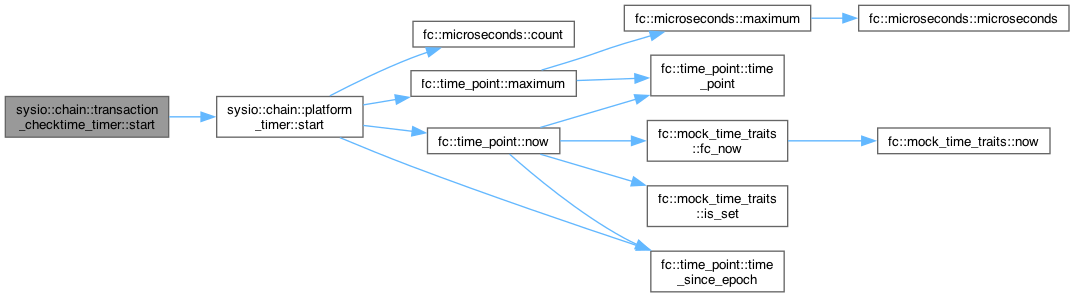 sysio::chain::transaction
_checktime_timer::start
sysio::chain::platform
_timer::start
fc::microseconds::count
fc::time_point::maximum
fc::time_point::now
fc::microseconds::maximum
fc::time_point::time
_point
fc::mock_time_traits
::fc_now
fc::mock_time_traits
::is_set
fc::time_point::time
_since_epoch
fc::microseconds::microseconds
fc::mock_time_traits::now